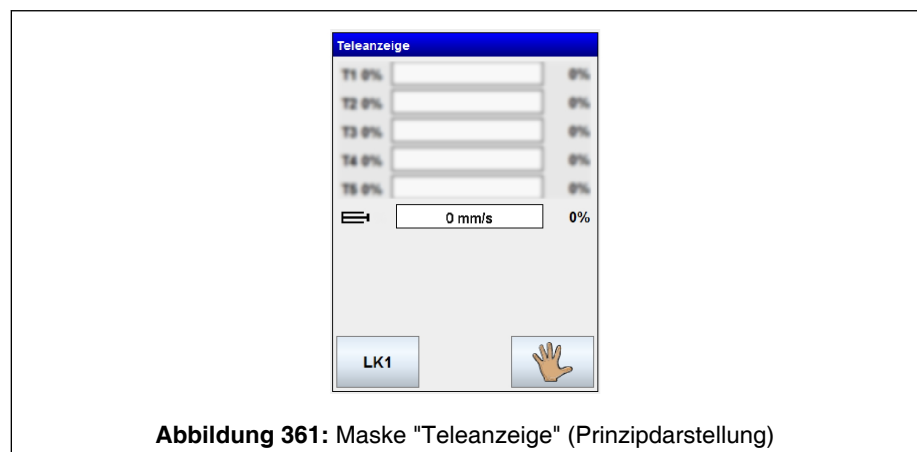 Teleanzeige
T1 0% 0%
T2 0% 0%
T3 0% 0%
T4 0% 0%
T5 0% 0%
0 mm/s 0%
LK1
Abbildung 361: Maske "Teleanzeige" (Prinzipdarstellung)